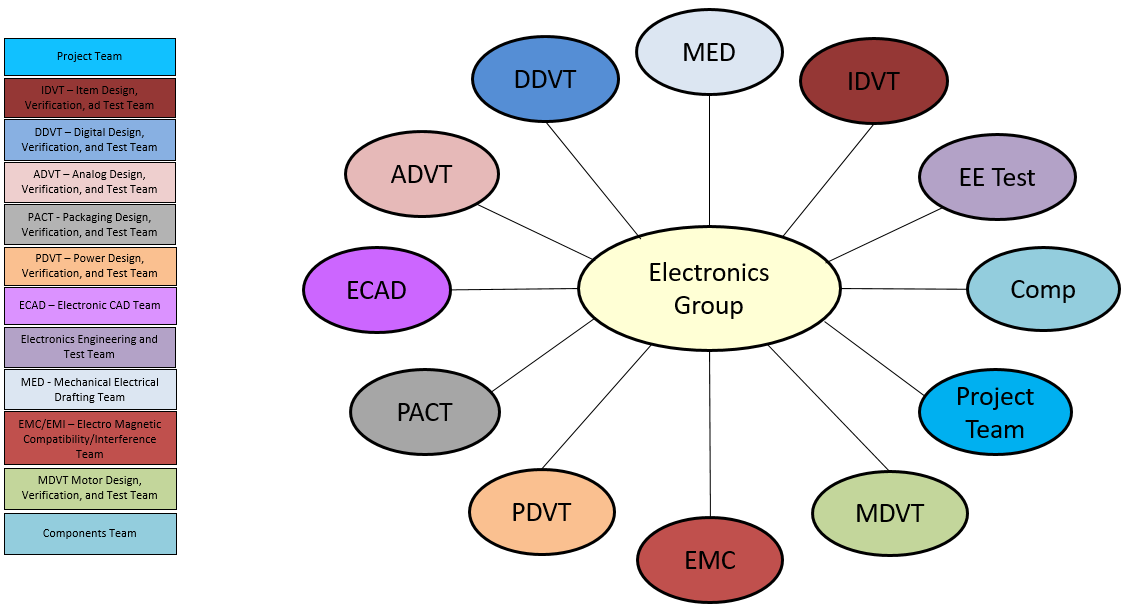 Project Team
IDVT – Item Design,
Verification, ad Test Team
DDVT – Digital Design,
Verification, and Test Team
ADVT – Analog Design,
Verification, and Test Team
PACT - Packaging Design,
Verification, and Test Team
PDVT – Power Design,
Verification, and Test Team
ECAD – Electronic CAD Team
Electronics Engineering and
Test Team
MED - Mechanical Electrical
Drafting Team
EMC/EMI – Electro Magnetic
Compatibility/Interference
Team
MDVT Motor Design,
Verification, and Test Team
Components Team
MED
DDVT
IDVT
ADVT
EE Test
Electronics
Group
ECAD
Comp
PACT
Project
Team
PDVT
MDVT
EMC